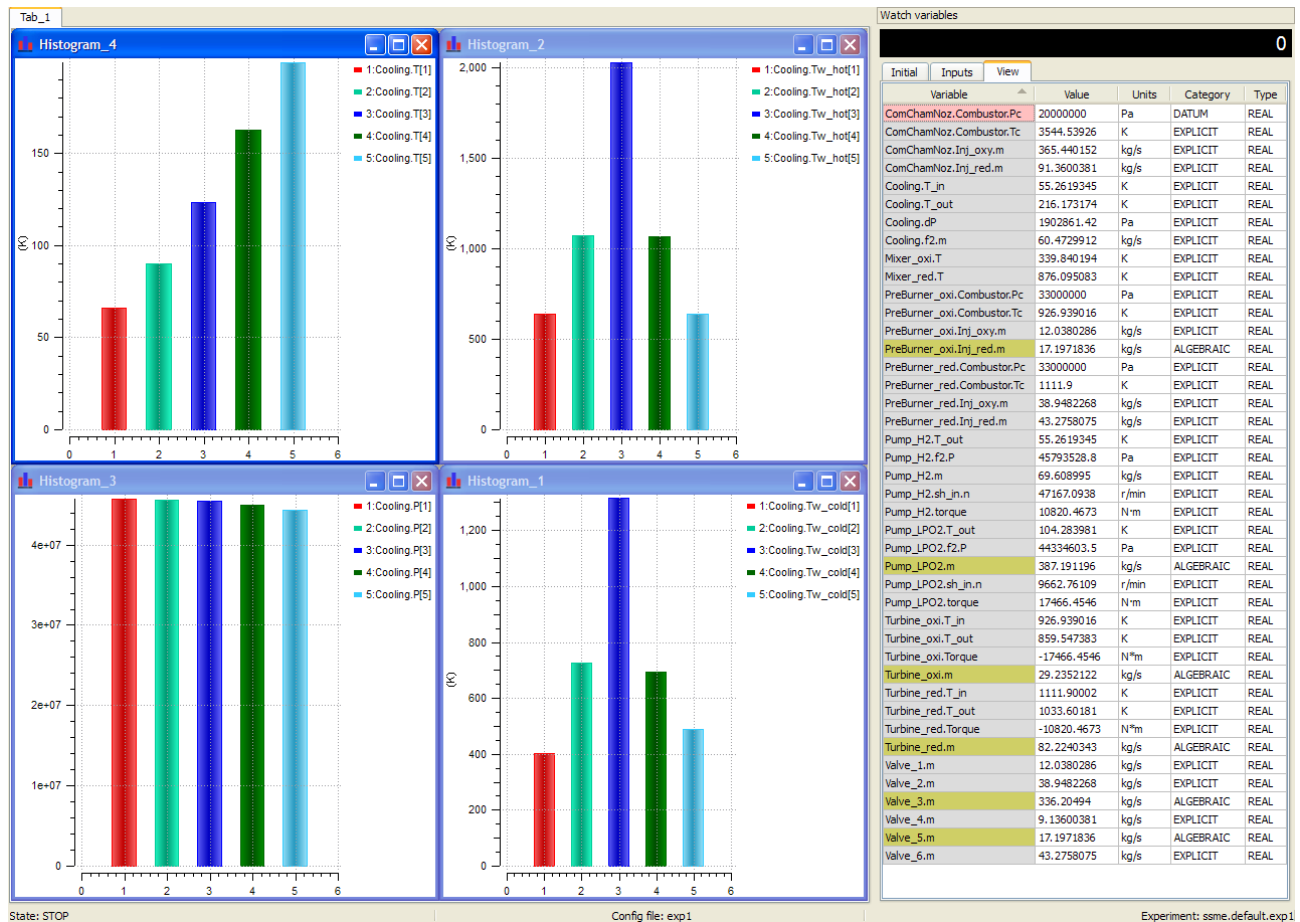 Tab_1
Histogram_4
1:Cooling.T[1]
2:Cooling.T[2]
3:Cooling.T[3]
4:Cooling.T[4]
5:Cooling.T[5]
150
100
50
0
(K)
0 1 2 3 4 5 6
Histogram_2
1:Cooling.Tw_hot[1]
2:Cooling.Tw_hot[2]
3:Cooling.Tw_hot[3]
4:Cooling.Tw_hot[4]
5:Cooling.Tw_hot[5]
2,000
1,500
1,000
500
0
(K)
0 1 2 3 4 5 6
Histogram_3
1:Cooling.P[1]
2:Cooling.P[2]
3:Cooling.P[3]
4:Cooling.P[4]
5:Cooling.P[5]
4e+07
3e+07
2e+07
1e+07
0
0 1 2 3 4 5 6
Histogram_1
1:Cooling.Tw_cold[1]
2:Cooling.Tw_cold[2]
3:Cooling.Tw_cold[3]
4:Cooling.Tw_cold[4]
5:Cooling.Tw_cold[5]
1,200
1,000
800
600
400
200
0
(K)
0 1 2 3 4 5 6
Watch variables
0
Initial Inputs View
Variable Value Units Category Type
ComChamNoz.Combustor.Pc 20000000 Pa DATUM REAL
ComChamNoz.Combustor.Tc 3544.53926 K EXPLICIT REAL
ComChamNoz.Inj_oxy.m 365.440152 kg/s EXPLICIT REAL
ComChamNoz.Inj_red.m 91.3600381 kg/s EXPLICIT REAL
Cooling.T_in 55.2619345 K EXPLICIT REAL
Cooling.T_out 216.173174 K EXPLICIT REAL
Cooling.dP 1902861.42 Pa EXPLICIT REAL
Cooling.f2.m 60.4729912 kg/s EXPLICIT REAL
Mixer_oxi.T 339.840194 K EXPLICIT REAL
Mixer_red.T 876.095083 K EXPLICIT REAL
PreBurner_oxi.Combustor.Pc 33000000 Pa EXPLICIT REAL
PreBurner_oxi.Combustor.Tc 926.939016 K EXPLICIT REAL
PreBurner_oxi.Inj_oxy.m 12.0380286 kg/s EXPLICIT REAL
PreBurner_oxi.Inj_red.m 17.1971836 kg/s ALGEBRAIC REAL
PreBurner_red.Combustor.Pc 33000000 Pa EXPLICIT REAL
PreBurner_red.Combustor.Tc 1111.9 K EXPLICIT REAL
PreBurner_red.Inj_oxy.m 38.9482268 kg/s EXPLICIT REAL
PreBurner_red.Inj_red.m 43.2758075 kg/s EXPLICIT REAL
Pump_H2.T_out 55.2619345 K EXPLICIT REAL
Pump_H2.f2.P 45793528.8 Pa EXPLICIT REAL
Pump_H2.m 69.608995 kg/s EXPLICIT REAL
Pump_H2.sh_in.n 47167.0938 r/min EXPLICIT REAL
Pump_H2.torque 10820.4673 N·m EXPLICIT REAL
Pump_LPO2.T_out 104.283981 K EXPLICIT REAL
Pump_LPO2.f2.P 44334603.5 Pa EXPLICIT REAL
Pump_LPO2.m 387.191196 kg/s ALGEBRAIC REAL
Pump_LPO2.sh_in.n 9662.76109 r/min EXPLICIT REAL
Pump_LPO2.torque 17466.4546 N·m EXPLICIT REAL
Turbine_oxi.T_in 926.939016 K EXPLICIT REAL
Turbine_oxi.T_out 859.547383 K EXPLICIT REAL
Turbine_oxi.Torque -17466.4546 N*m EXPLICIT REAL
Turbine_oxi.m 29.2352122 kg/s ALGEBRAIC REAL
Turbine_red.T_in 1111.90002 K EXPLICIT REAL
Turbine_red.T_out 1033.60181 K EXPLICIT REAL
Turbine_red.Torque -10820.4673 N*m EXPLICIT REAL
Turbine_red.m 82.2240343 kg/s ALGEBRAIC REAL
Valve_1.m 12.0380286 kg/s EXPLICIT REAL
Valve_2.m 38.9482268 kg/s EXPLICIT REAL
Valve_3.m 336.20494 kg/s ALGEBRAIC REAL
Valve_4.m 9.13600381 kg/s EXPLICIT REAL
Valve_5.m 17.1971836 kg/s ALGEBRAIC REAL
Valve_6.m 43.2758075 kg/s EXPLICIT REAL
State: STOP
Config file: exp1
Experiment: ssme.default.exp1